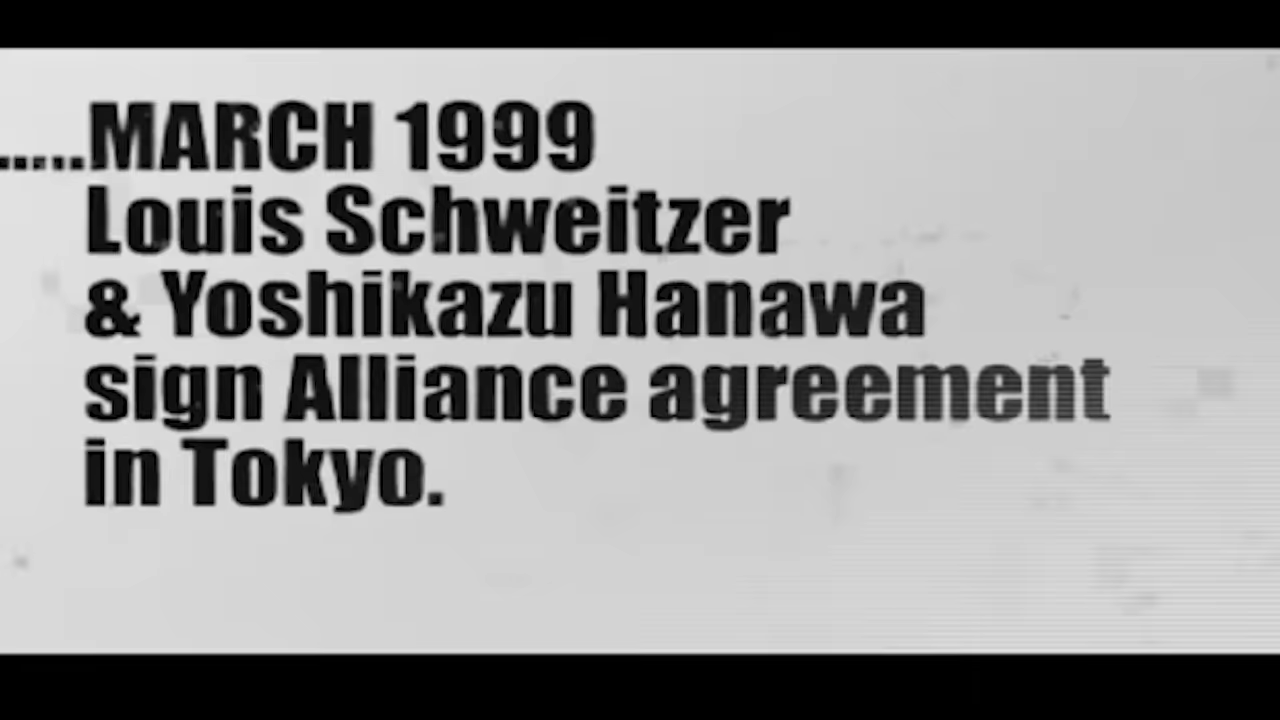 .....MARCH 1999
Louis Schweitzer
& Yoshikazu Hanawa
sign Alliance agreement
in Tokyo.